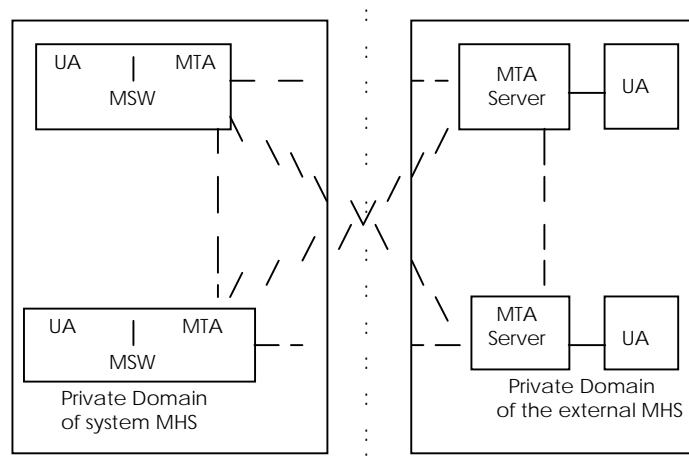 UA MTA
MSW
MTA
Server
UA
UA MTA
MSW
MTA
Server
UA
Private Domain
of system MHS
Private Domain
of the external MHS